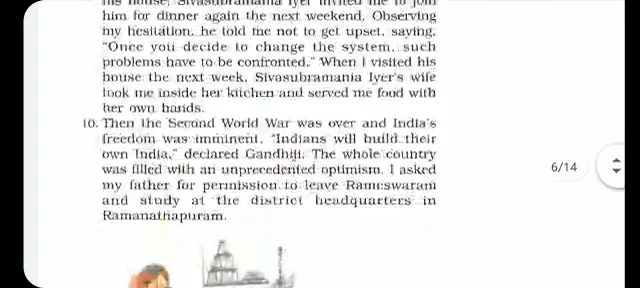 his house, Sivasubramania Iyer invited me to join
him for dinner again the next weekend. Observing
my hesitation, he told me not to get upset, saying,
"Once you decide to change the system, such
problems have to be confronted." When I visited his
house the next week, Sivasubramania Iyer's wife
took me inside her kitchen and served me food with
her own hands.
10. Then the Second World War was over and India's
freedom was imminent. "Indians will build their
own India," declared Gandhiji. The whole country
was filled with an unprecedented optimism. I asked
my father for permission to leave Rameswaram
and study at the district headquarters in
Ramanathapuram.
6/14